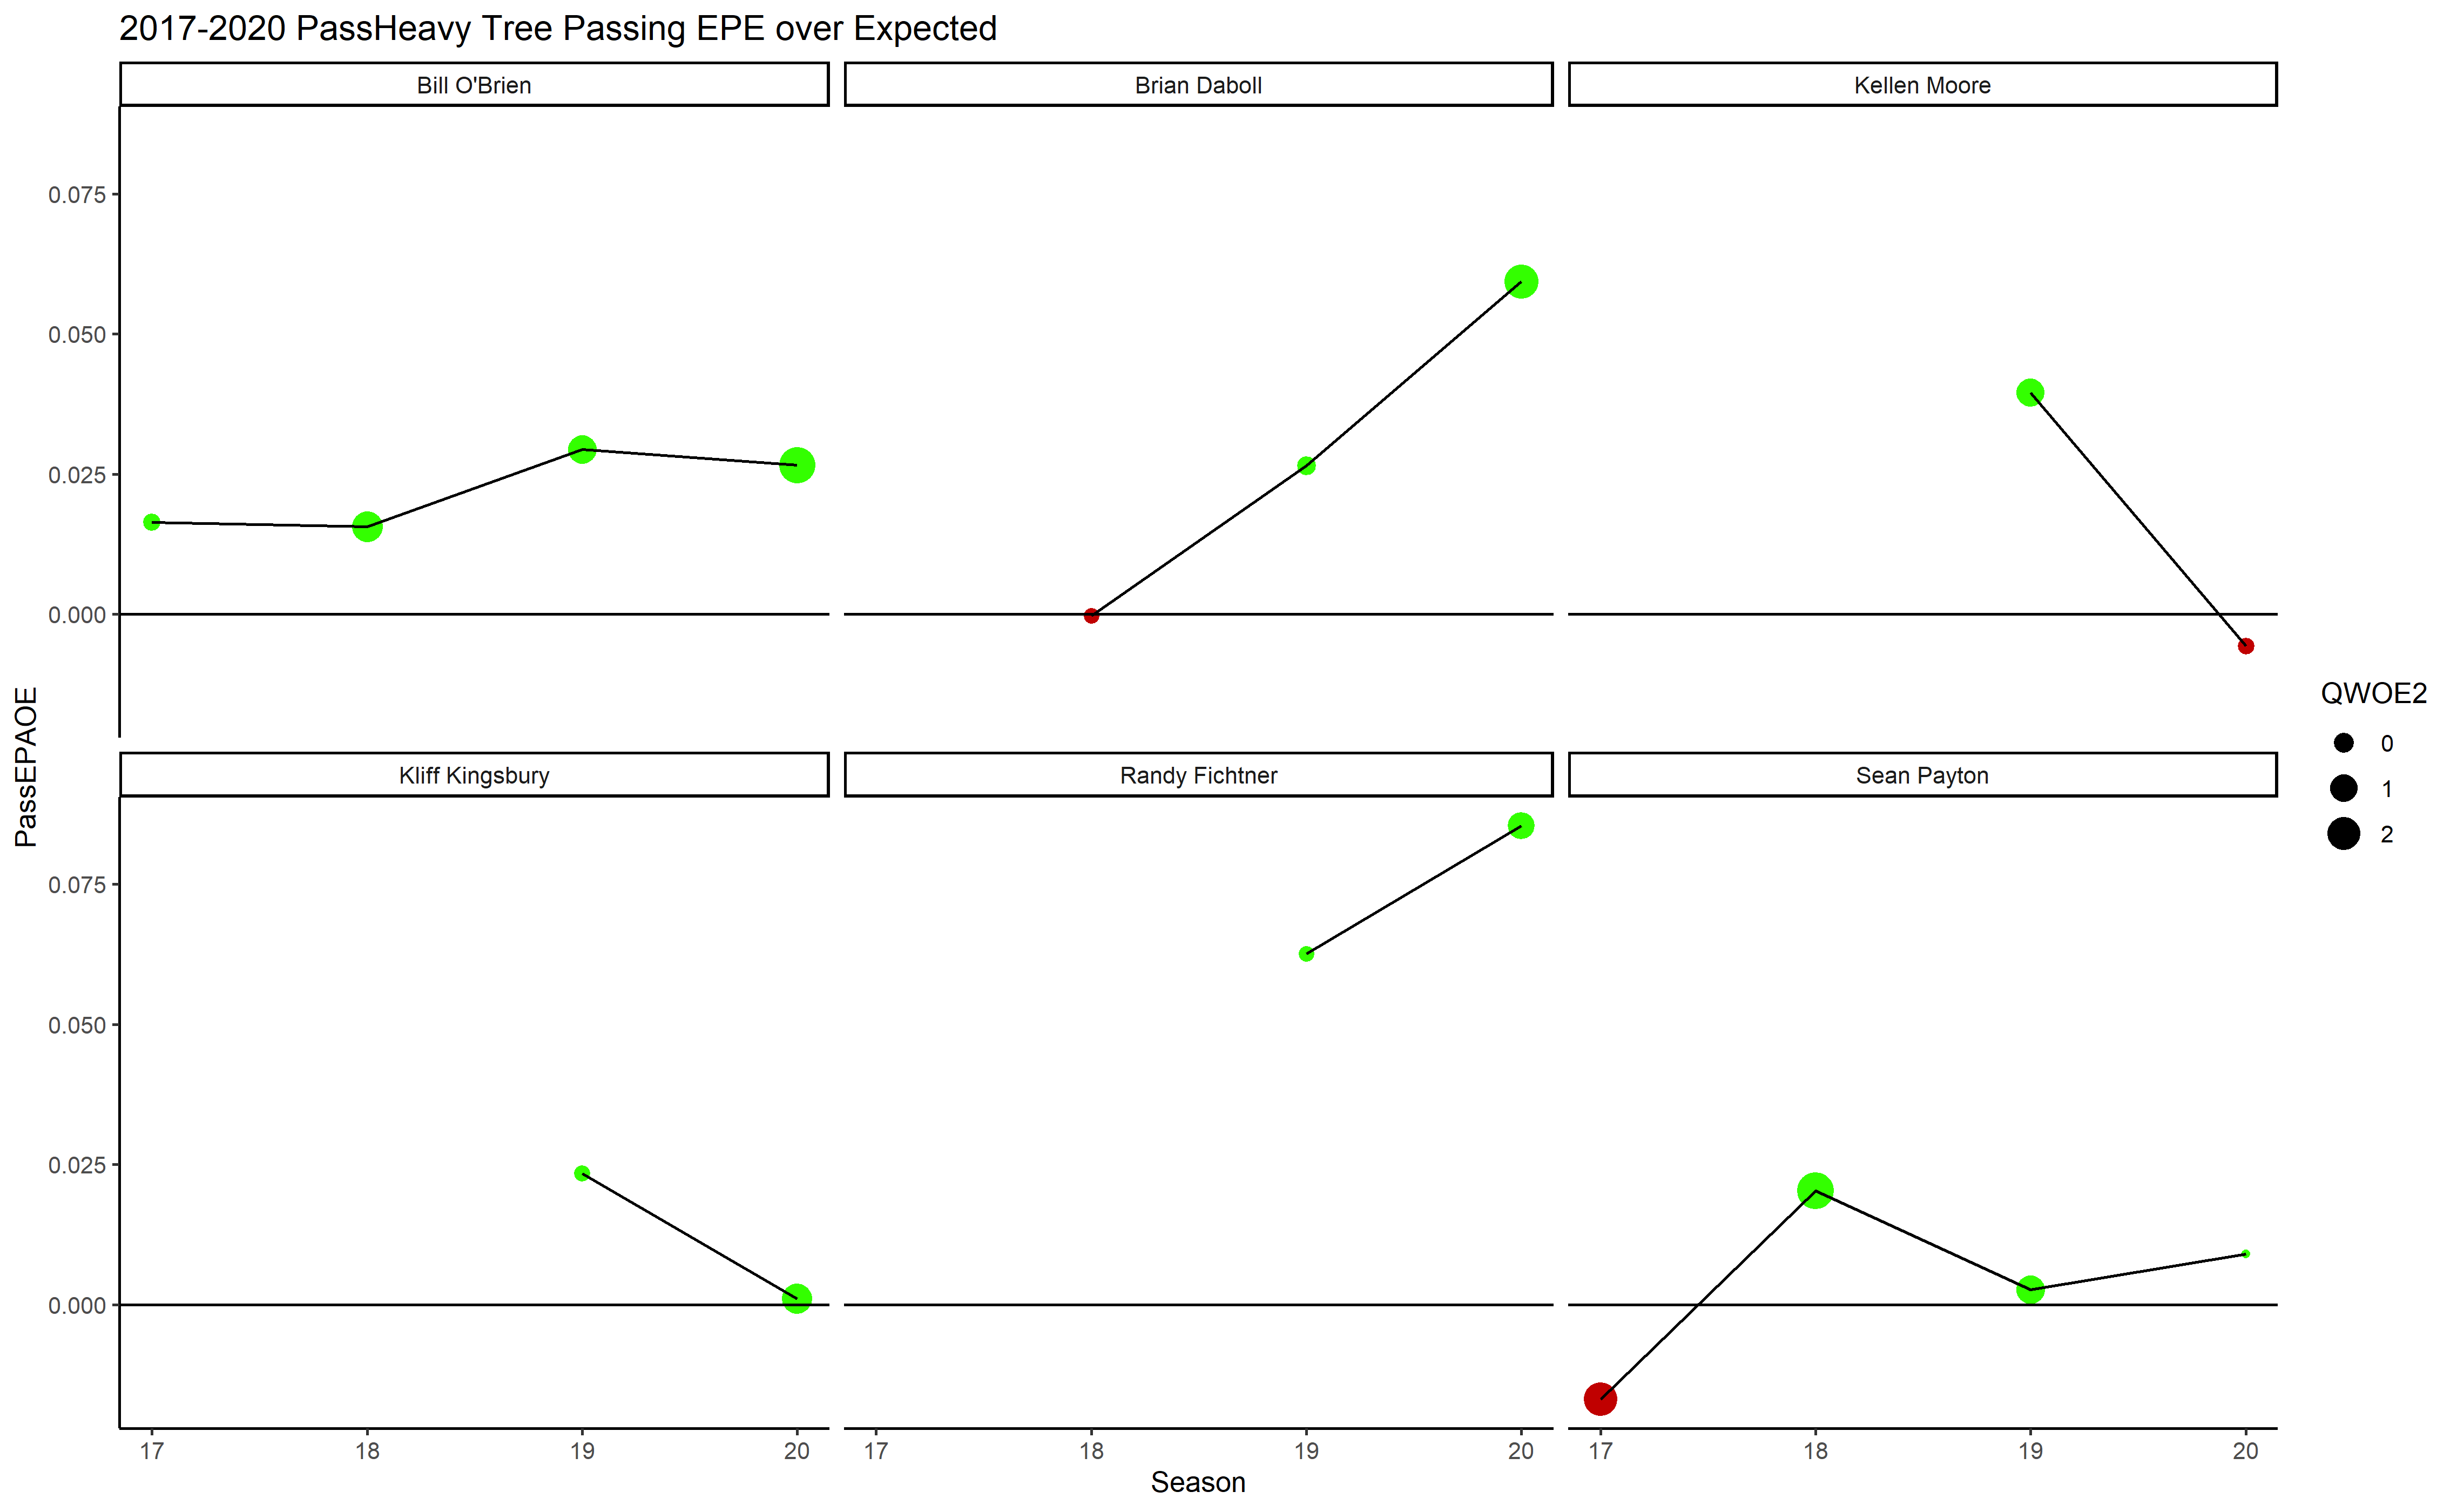 2017-2020 PassHeavy Tree Passing EPE over Expected
Bill O'Brien
Brian Daboll
Kellen Moore
0.075
0.050
0.025
0.000
PassEPAOE
Kliff Kingsbury
Randy Fichtner
Sean Payton
0.075
0.050
0.025
0.000
17 18 19 20
17 18 19 20
17 18 19 20
Season
QWOE2
0
1
2